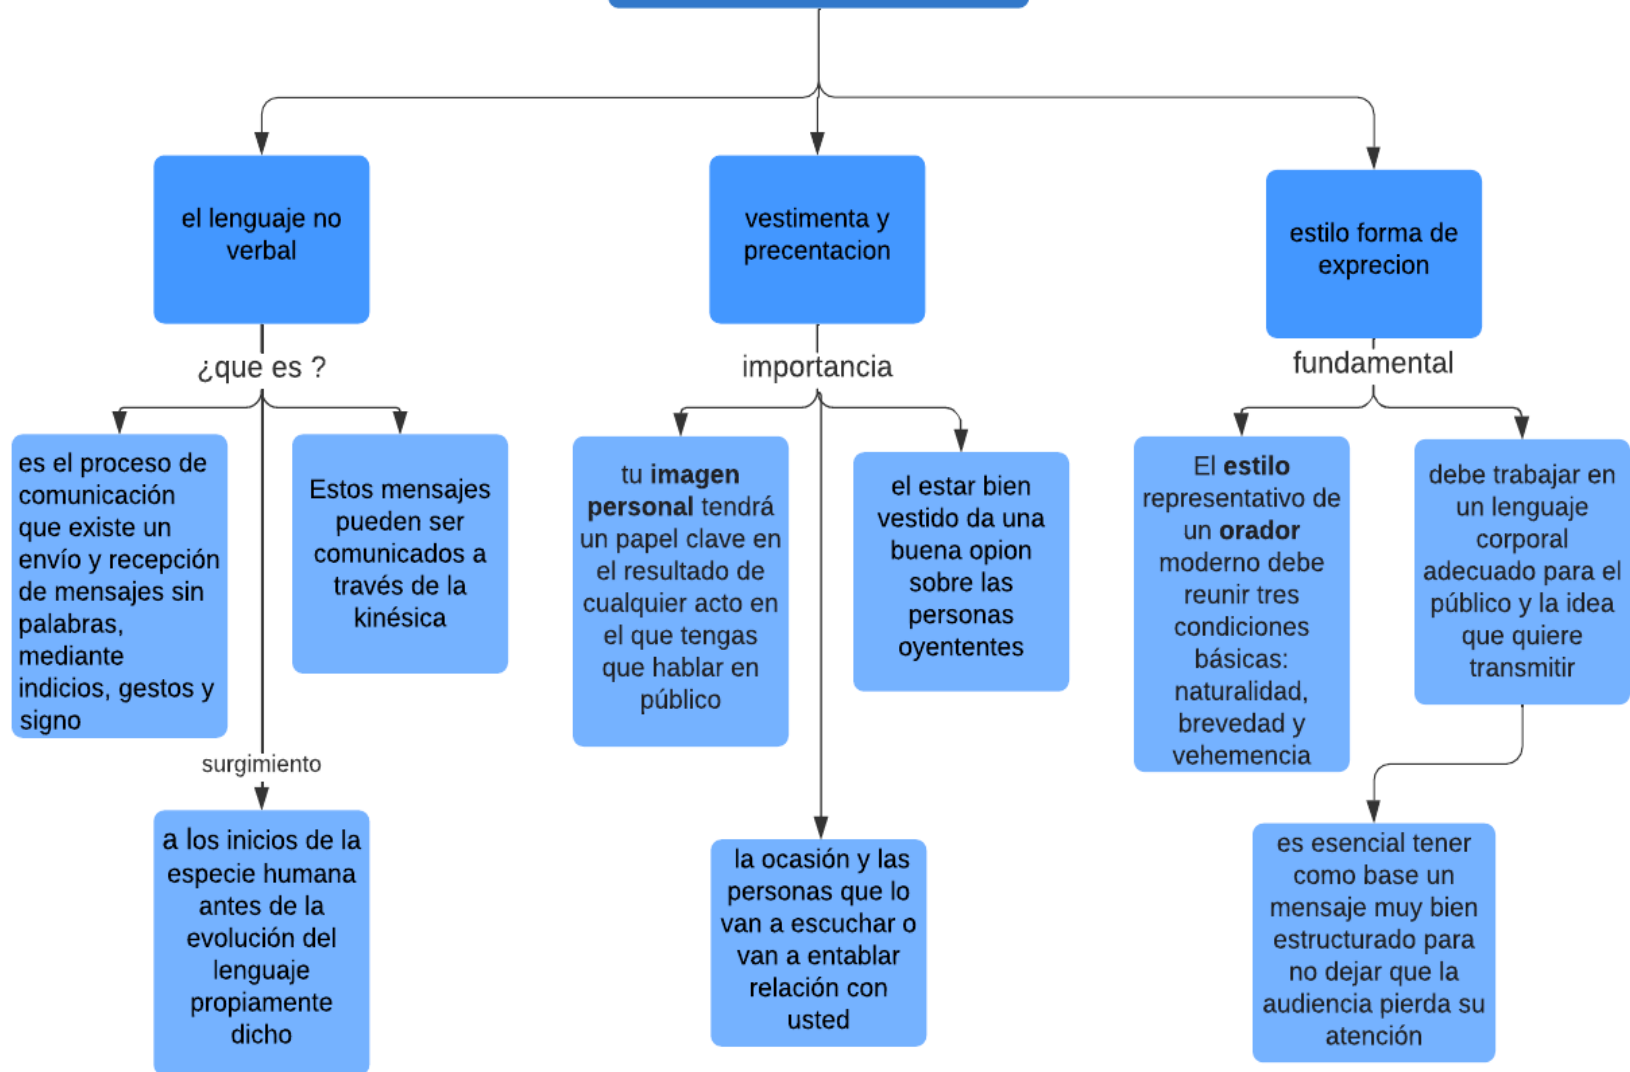 el lenguaje no
verbal
vestimenta y
precentacion
estilo forma de
exprecion
¿que es ?
importancia
fundamental
es el proceso de
comunicación
que existe un
envío y recepción
de mensajes sin
palabras,
mediante
indicios, gestos y
signo
Estos mensajes
pueden ser
comunicados a
través de la
kinésica
tu imagen
personal tendrá
un papel clave en
el resultado de
cualquier acto en
el que tengas
que hablar en
público
el estar bien
vestido da una
buena opion
sobre las
personas
oyententes
El estilo
representativo de
un orador
moderno debe
reunir tres
condiciones
básicas:
naturalidad,
brevedad y
vehemencia
debe trabajar en
un lenguaje
corporal
adecuado para el
público y la idea
que quiere
transmitir
surgimiento
a los inicios de la
especie humana
antes de la
evolución del
lenguaje
propiamente
dicho
la ocasión y las
personas que lo
van a escuchar o
van a entablar
relación con
usted
es esencial tener
como base un
mensaje muy bien
estructurado para
no dejar que la
audiencia pierda su
atención